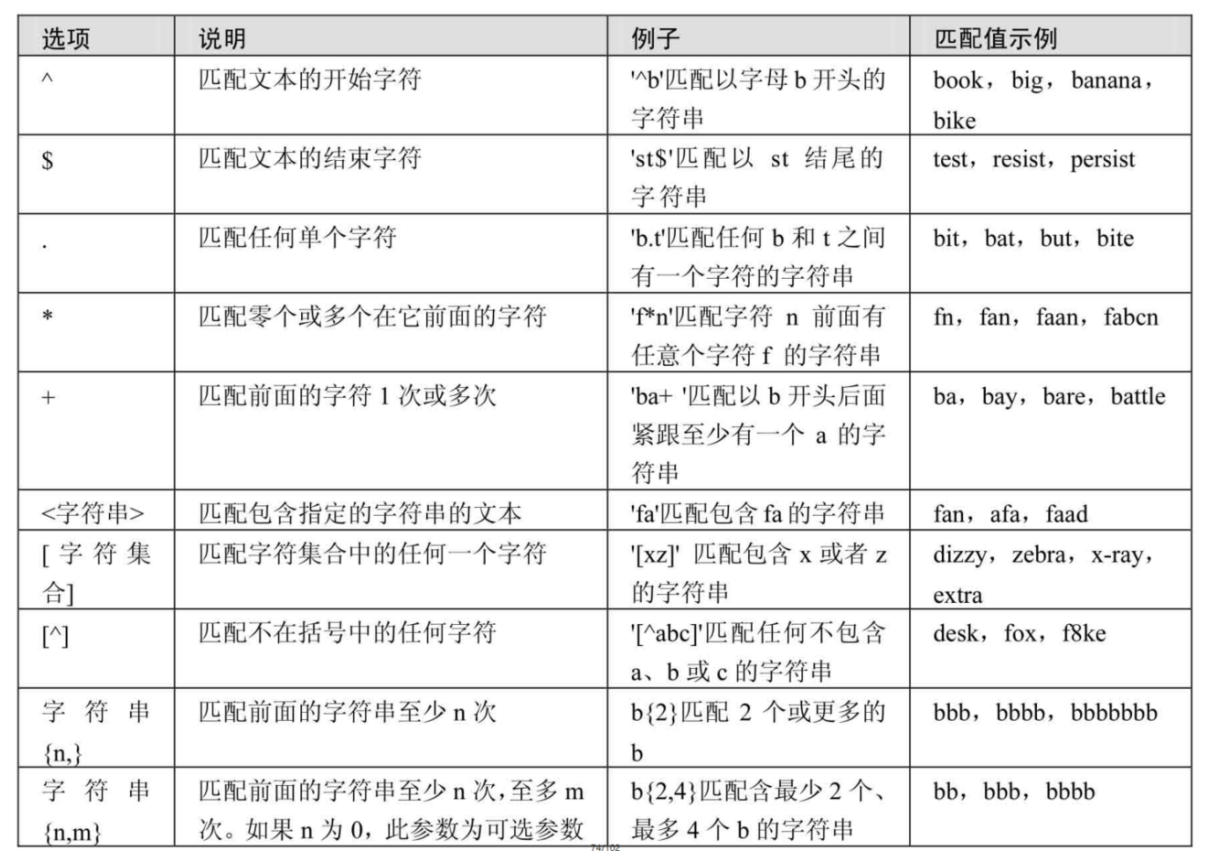 选项 说明 例子 匹配值示例
^ 匹配文本的开始字符 '^b'匹配以字母 b 开头的 book，big，banana，
字符串 bike
$ 匹配文本的结束字符 'st$'匹配以 st 结尾的 test，resist，persist
字符串
. 匹配任何单个字符 'b.t'匹配任何 b 和 t 之间 bit，bat，but，bite
有一个字符的字符串
* 匹配零个或多个在它前面的字符 'f*n'匹配字符 n 前面有 fn，fan，faan，fabcn
任意个字符 f 的字符串
+ 匹配前面的字符 1 次或多次 'ba+ '匹配以 b 开头后面 ba，bay，bare，battle
紧跟至少有一个 a 的字
符串
<字符串> 匹配包含指定的字符串的文本 'fa'匹配包含 fa 的字符串 fan，afa，faad
[字符集 匹配字符集合中的任何一个字符 '[xz]' 匹配包含 x 或者 z dizzy，zebra，x-ray，
合] 的字符串 extra
[^] 匹配不在括号中的任何字符 '[^abc]'匹配任何不包含 desk，fox，f8ke
a、b 或 c 的字符串
字符串 匹配前面的字符串至少 n 次 b{2}匹配 2 个或更多的 bbb，bbbb，bbbbbbb
{n,} b
字符串 匹配前面的字符串至少 n 次，至多 m b{2,4}匹配含最少 2 个、 bb，bbb，bbbb
{n,m} 次。如果 n 为 0，此参数为可选参数 最多 4 个 b 的字符串
74/102